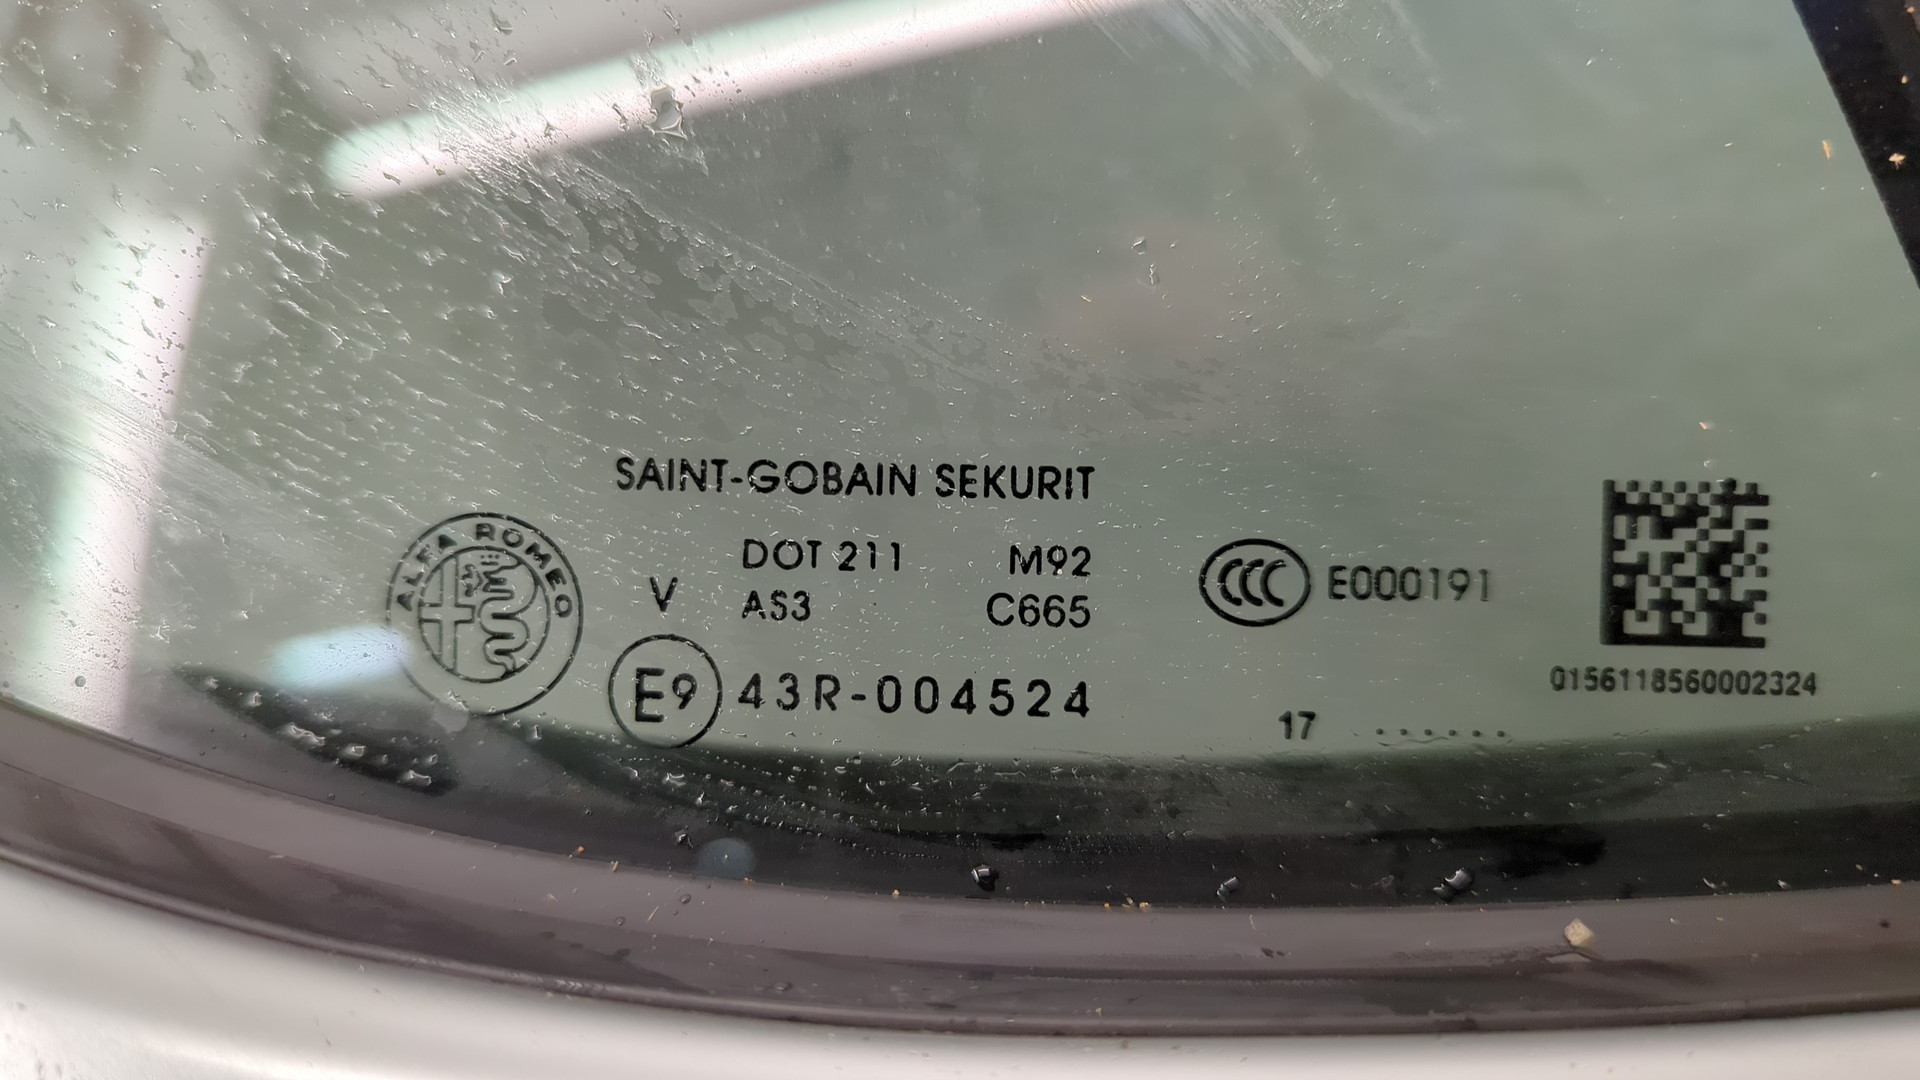 SAINT-GOBAIN SEKURIT
ALFA ROMEO
DOT 211 M92
V AS3 C665
CCC E000191
E9 43R-004524
0156118560002324
17 ......